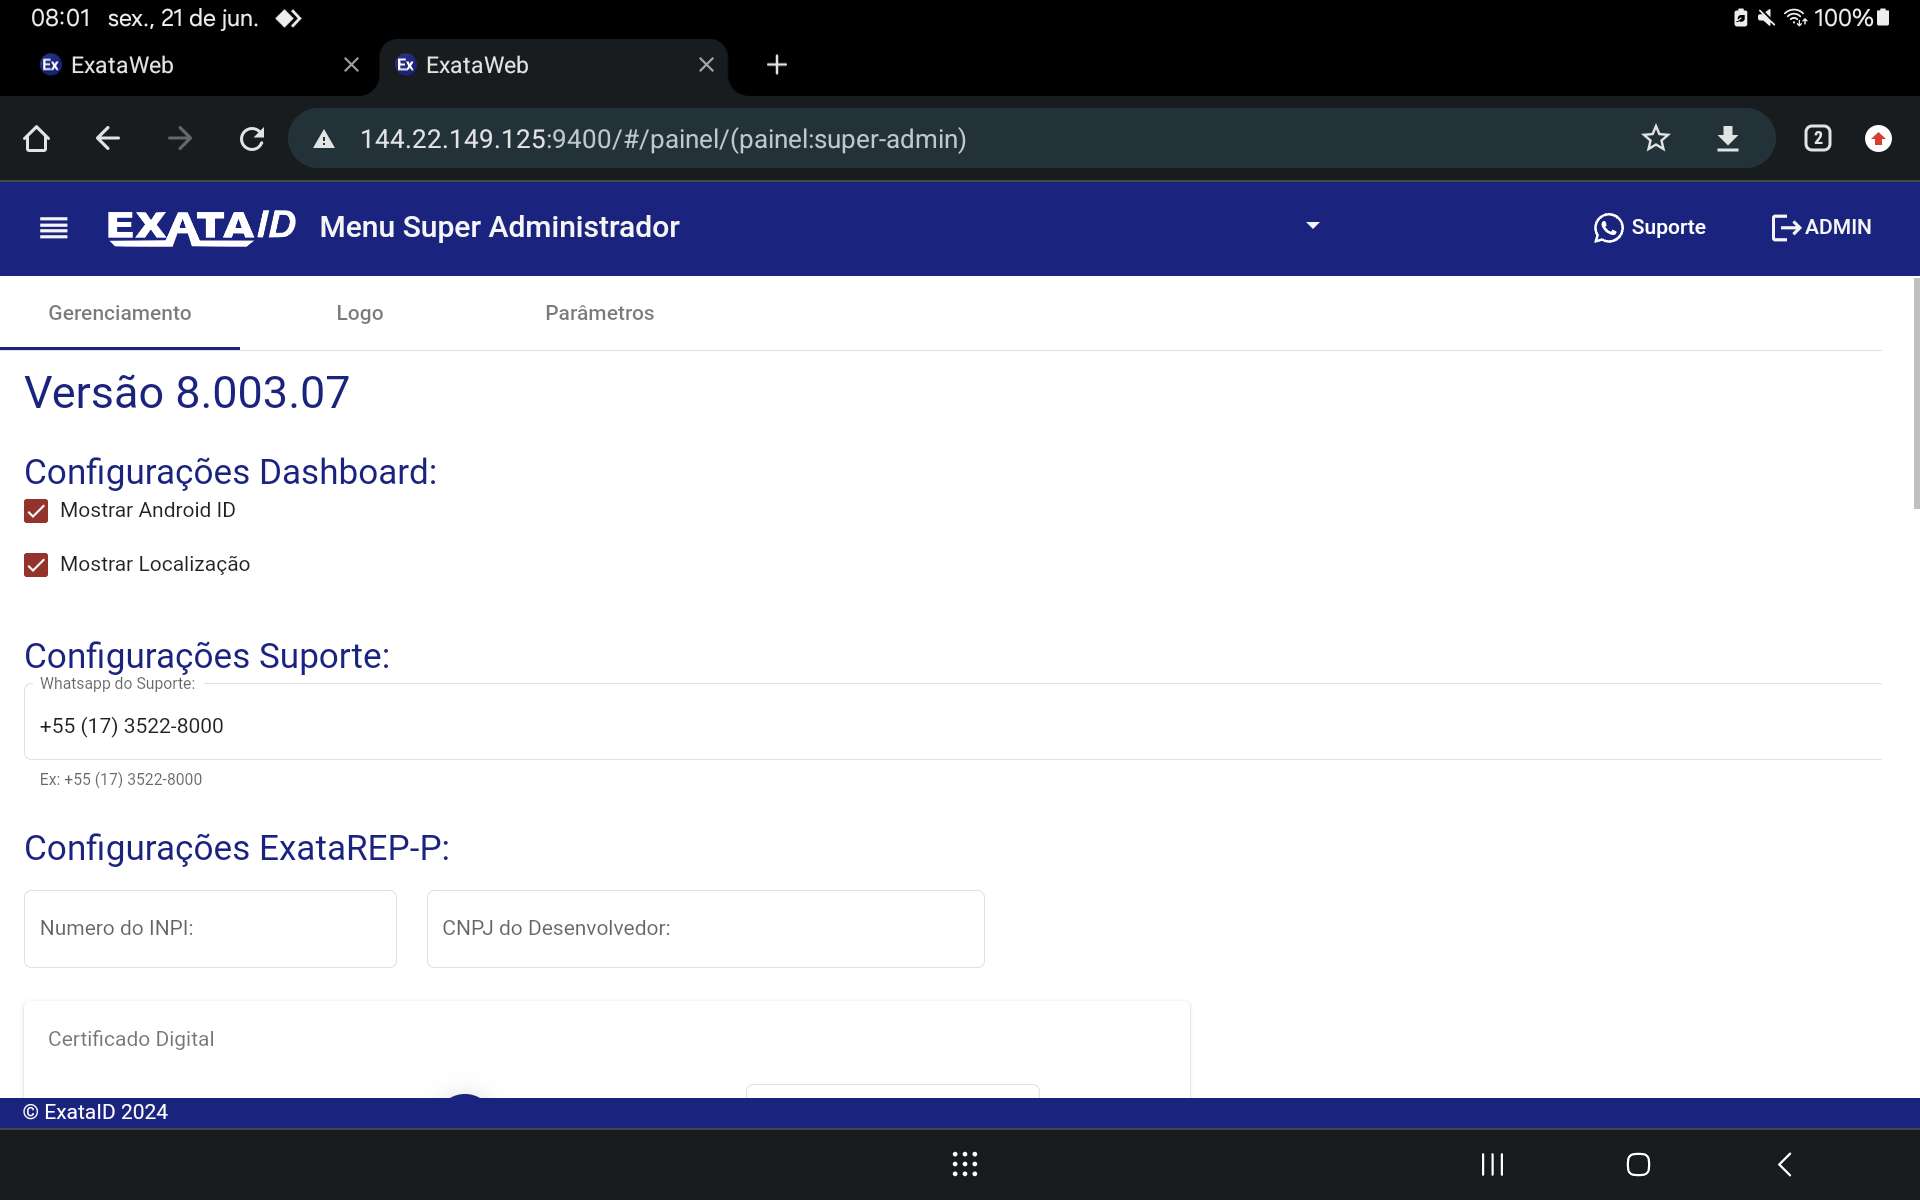 08:01 sex., 21 de jun. 100%
Ex ExataWeb Ex ExataWeb
144.22.149.125:9400/#/painel/(painel:super-admin) 2
EXATAID Menu Super Administrador Suporte ADMIN
Gerenciamento Logo Parâmetros
Versão 8.003.07
Configurações Dashboard:
Mostrar Android ID
Mostrar Localização
Configurações Suporte:
Whatsapp do Suporte:
+55 (17) 3522-8000
Ex: +55 (17) 3522-8000
Configurações ExataREP-P:
Numero do INPI: CNPJ do Desenvolvedor:
Certificado Digital
© ExataID 2024